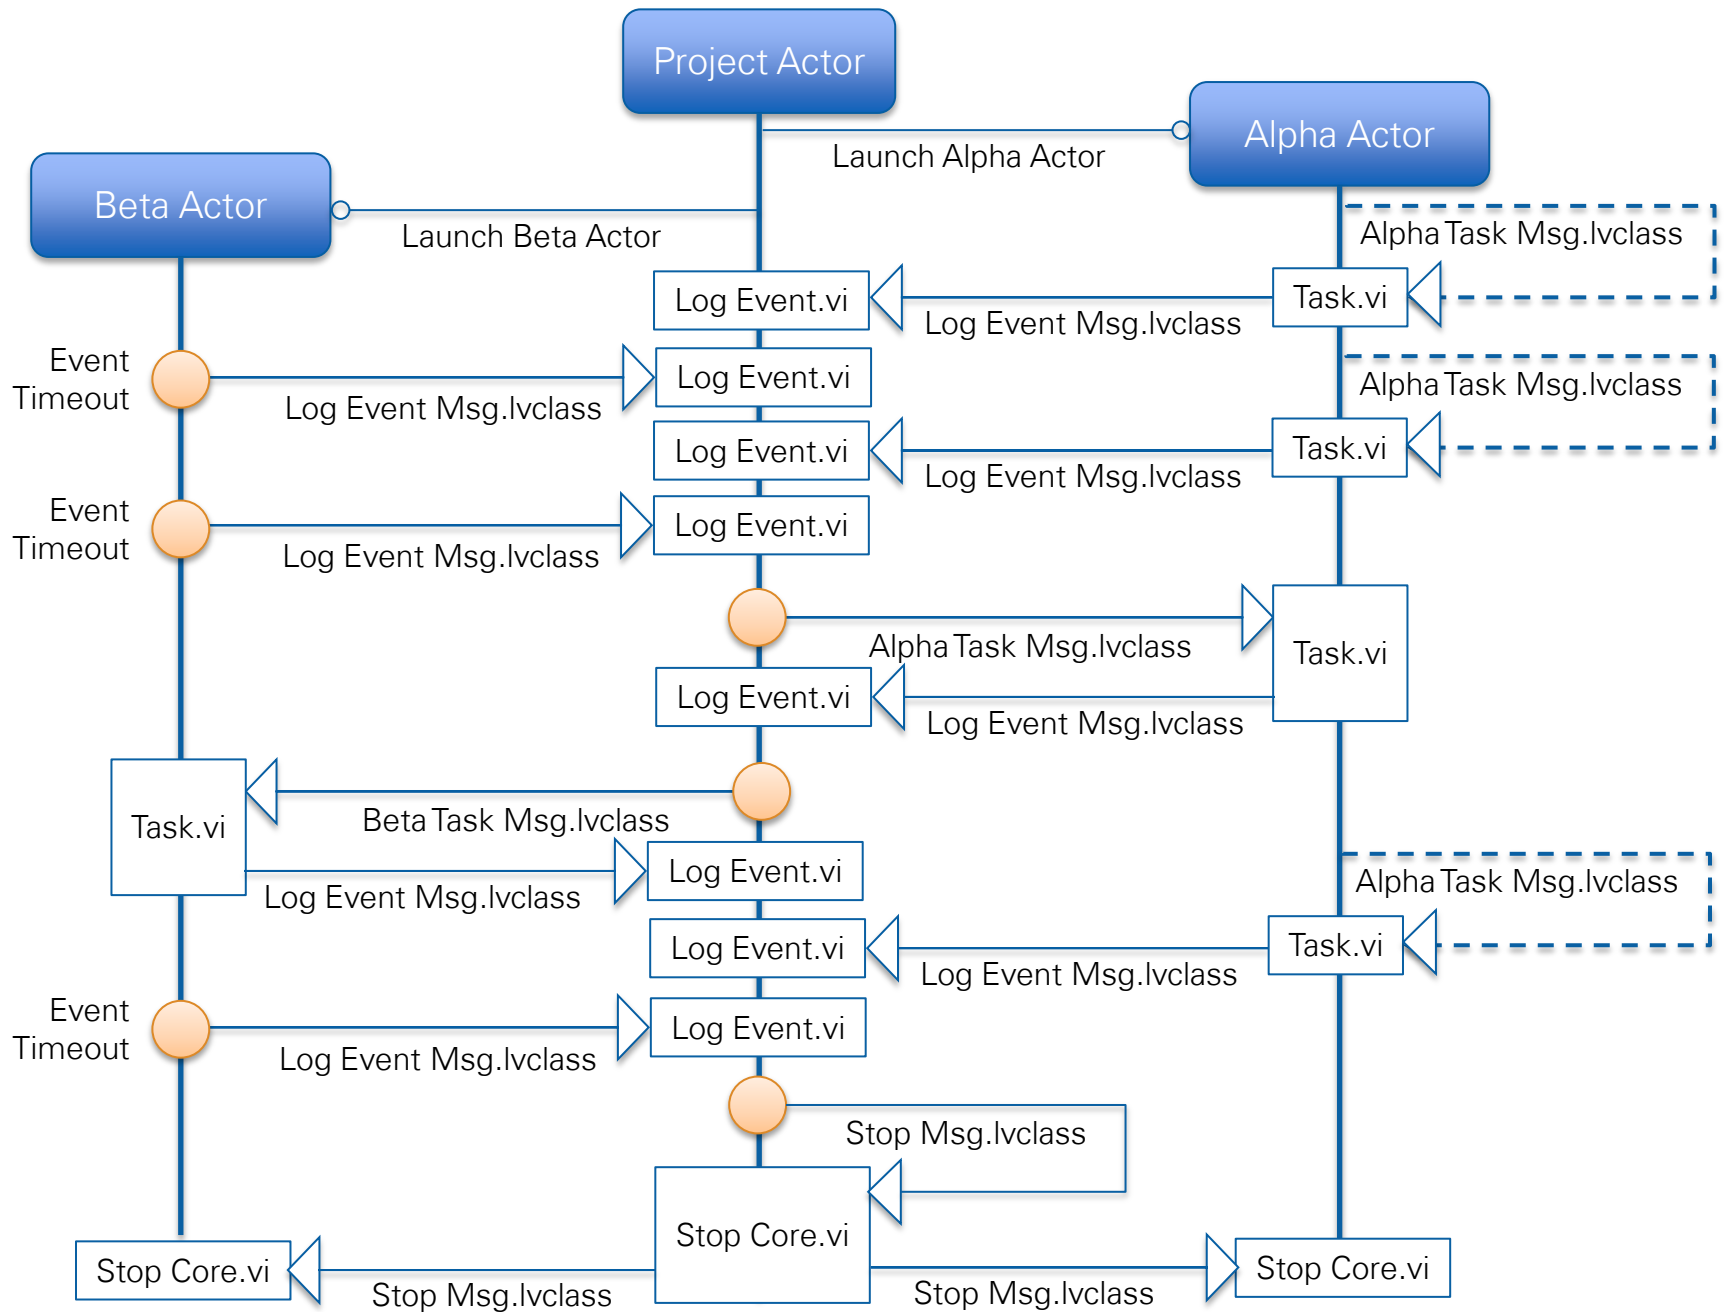 Project Actor
Alpha Actor
Launch Alpha Actor
Beta Actor
Launch Beta Actor
Alpha Task Msg.lvclass
Log Event.vi
Task.vi
Log Event Msg.lvclass
Event
Timeout
Log Event.vi
Log Event Msg.lvclass
Alpha Task Msg.lvclass
Log Event.vi
Task.vi
Log Event Msg.lvclass
Event
Timeout
Log Event.vi
Log Event Msg.lvclass
Alpha Task Msg.lvclass
Task.vi
Log Event.vi
Log Event Msg.lvclass
Beta Task Msg.lvclass
Task.vi
Log Event.vi
Log Event Msg.lvclass
Alpha Task Msg.lvclass
Log Event.vi
Task.vi
Log Event Msg.lvclass
Event
Timeout
Log Event.vi
Log Event Msg.lvclass
Stop Msg.lvclass
Stop Core.vi
Stop Core.vi
Stop Core.vi
Stop Msg.lvclass
Stop Msg.lvclass